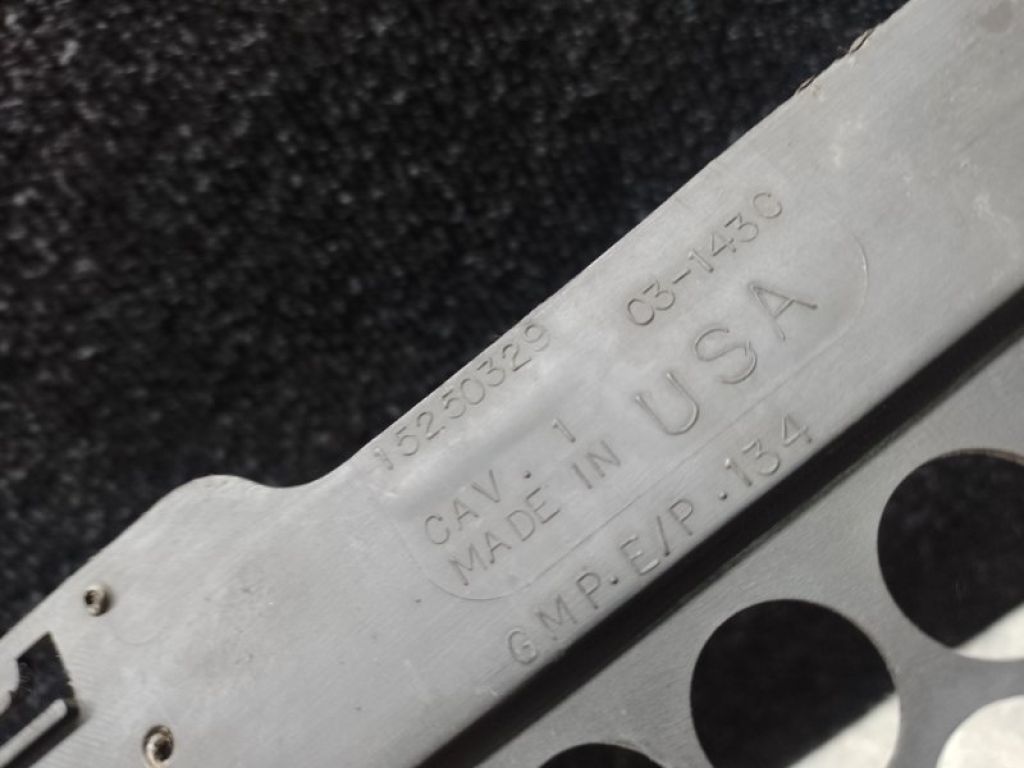 15250329 03-143C
CAV. 1
MADE IN USA
GMP.E/P .134